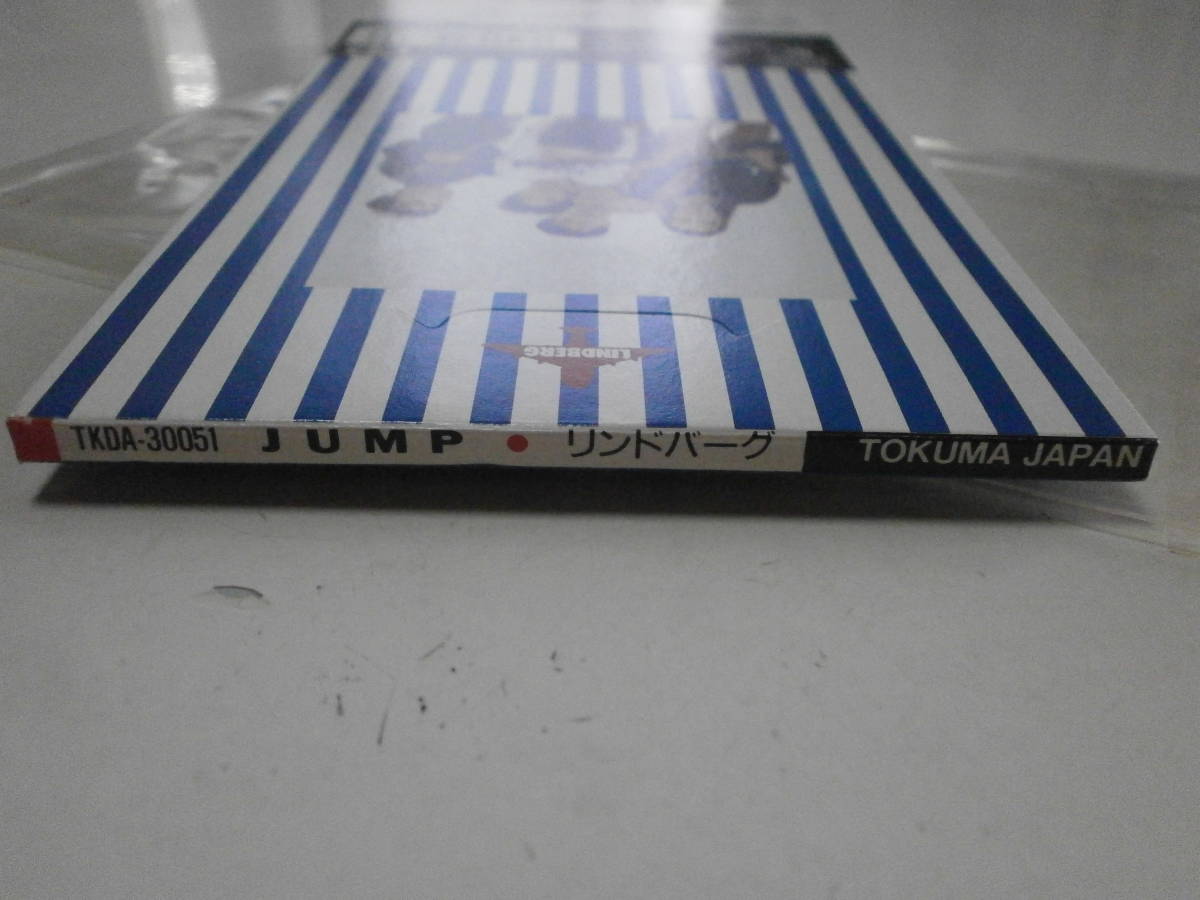 LINDBERG
TKDA-30051 JUMP ● リンドバーグ TOKUMA JAPAN